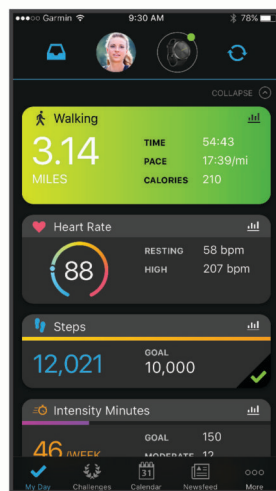 Garmin 9:30 AM 78%
COLLAPSE
Walking
3.14
MILES
TIME 54:43
PACE 17:39/mi
CALORIES 210
Heart Rate
88
RESTING 58 bpm
HIGH 207 bpm
Steps
12,021
GOAL
10,000
Intensity Minutes
46/WEEK
GOAL 150
MODERATE 12
31
My Day Challenges Calendar Newsfeed More